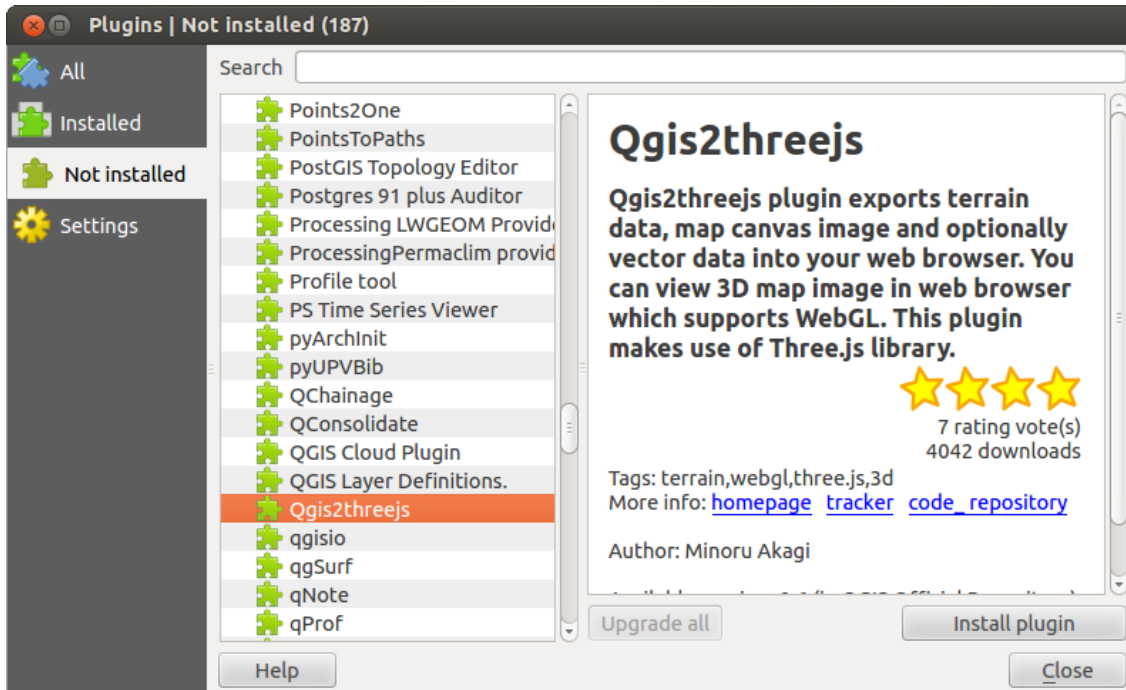 Plugins | Not installed (187)
All
Installed
Not installed
Settings
Search
Points2One
PointsToPaths
PostGIS Topology Editor
Postgres 91 plus Auditor
Processing LWGEOM Provid
ProcessingPermaclim provid
Profile tool
PS Time Series Viewer
pyArchInit
pyUPVBib
QChainage
QConsolidate
QGIS Cloud Plugin
QGIS Layer Definitions.
Qgis2threejs
qgisio
qgSurf
qNote
qProf
Qgis2threejs
Qgis2threejs plugin exports terrain
data, map canvas image and optionally
vector data into your web browser. You
can view 3D map image in web browser
which supports WebGL. This plugin
makes use of Three.js library.
7 rating vote(s)
4042 downloads
Tags: terrain,webgl,three.js,3d
More info: homepage tracker code_repository
Author: Minoru Akagi
Upgrade all
Install plugin
Help
Close